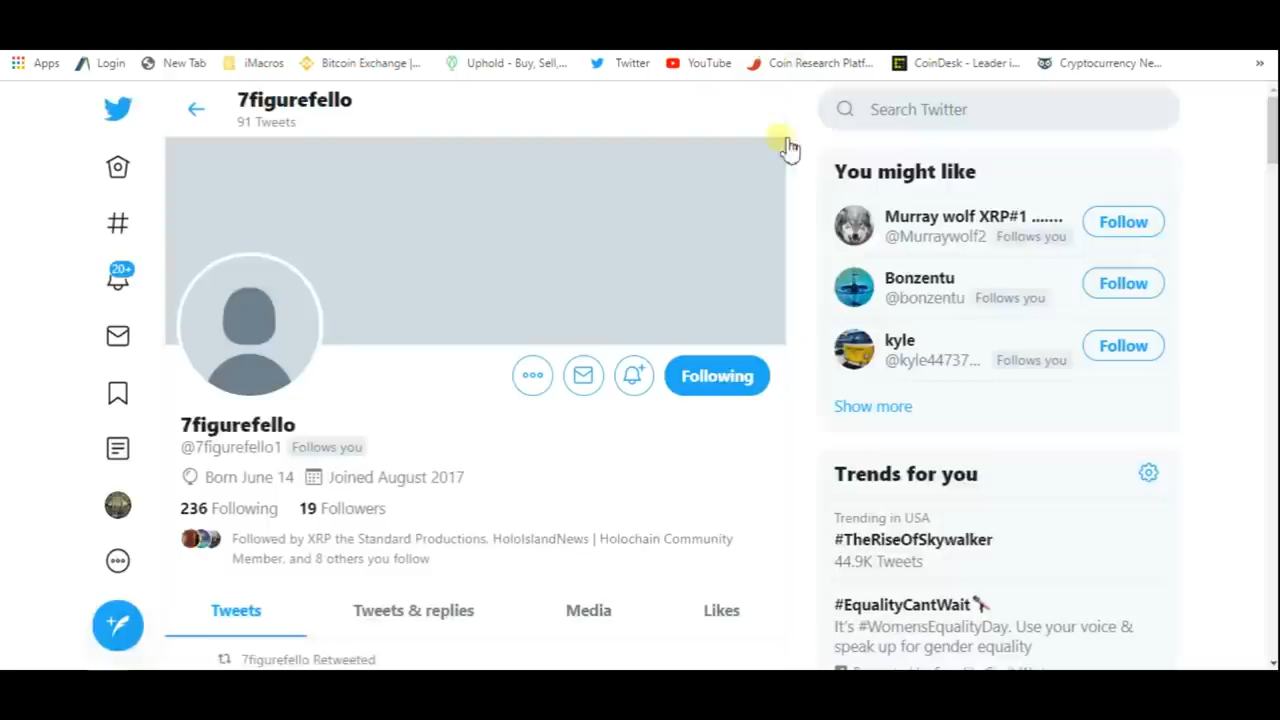 Apps Login New Tab iMacros Bitcoin Exchange |... Uphold - Buy, Sell,... Twitter YouTube Coin Research Platf... CoinDesk - Leader i... Cryptocurrency Ne... »
7figurefello
91 Tweets
20+
7figurefello
@7figurefello1 Follows you
Following
Born June 14 Joined August 2017
236 Following 19 Followers
Followed by XRP the Standard Productions, HoloIslandNews | Holochain Community
Member, and 8 others you follow
Tweets Tweets & replies Media Likes
7figurefello Retweeted
Search Twitter
You might like
Murray wolf XRP#1 .......
@Murraywolf2 Follows you
Follow
Bonzentu
@bonzentu Follows you
Follow
kyle
@kyle44737... Follows you
Follow
Show more
Trends for you
Trending in USA
#TheRiseOfSkywalker
44.9K Tweets
#EqualityCantWait
It's #WomensEqualityDay. Use your voice &
speak up for gender equality